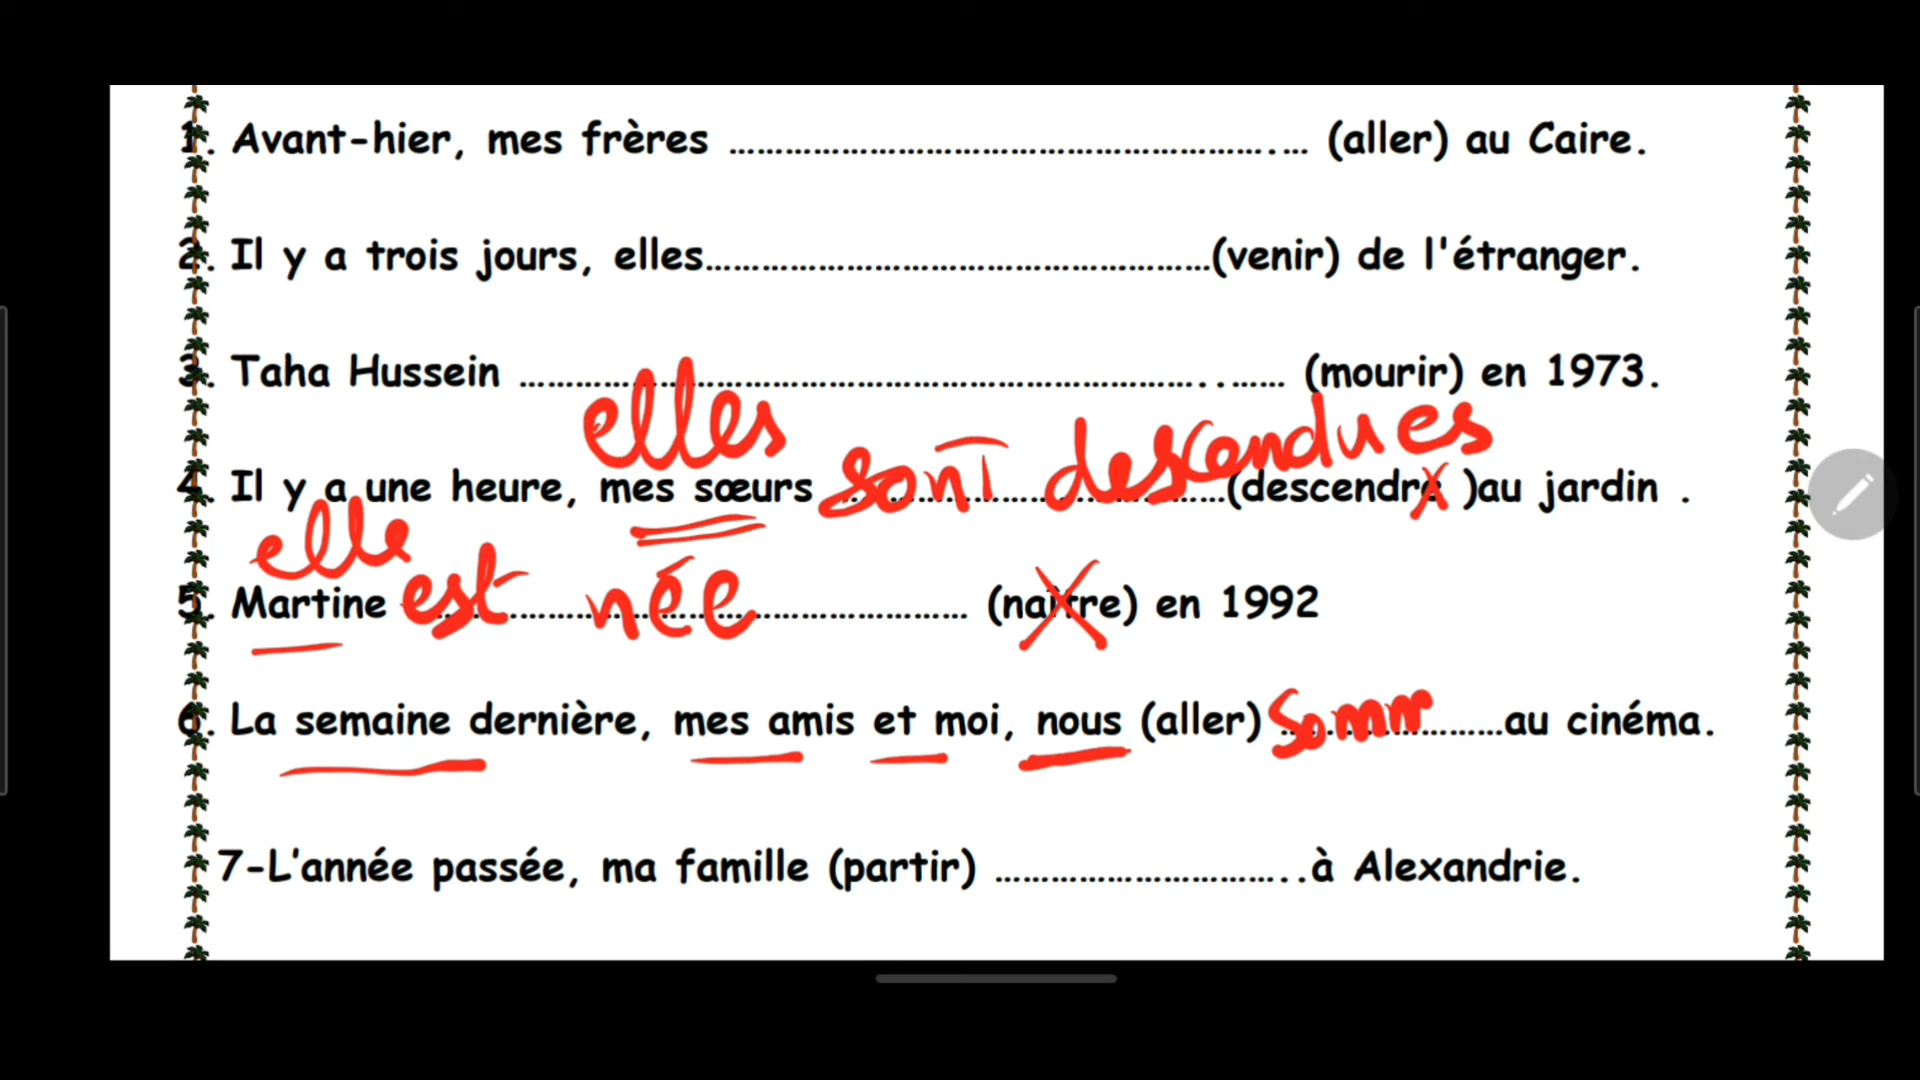 1. Avant-hier, mes frères ……………………………………………….… (aller) au Caire.
2. Il y a trois jours, elles……………………………………………(venir) de l'étranger.
3. Taha Hussein ……………………………………………………………..…… (mourir) en 1973.
elles
4. Il y a une heure, mes sœurs sont descendues …………………………………(descendre )au jardin .
elle
5. Martine est née ……………………………………………… (naître) en 1992
6. La semaine dernière, mes amis et moi, nous (aller) Somm ……………………au cinéma.
7-L'année passée, ma famille (partir) ………………………..à Alexandrie.